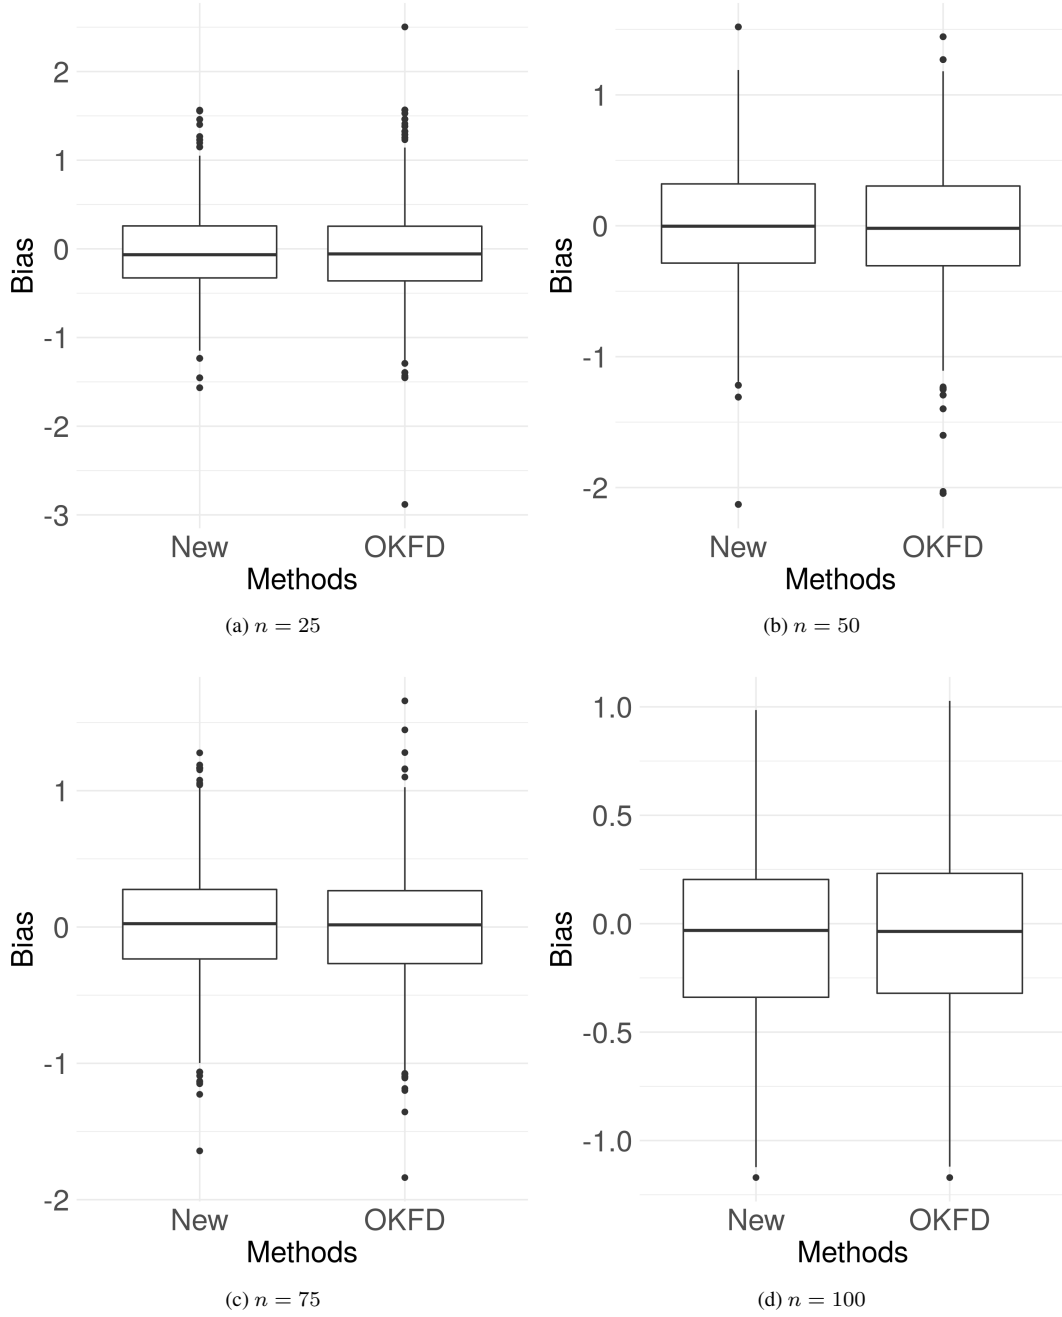 2
1
0
-1
-2
-3
Bias
New OKFD
Methods
(a) n = 25
1
0
-1
-2
Bias
New OKFD
Methods
(b) n = 50
1
0
-1
-2
Bias
New OKFD
Methods
(c) n = 75
1.0
0.5
0.0
-0.5
-1.0
Bias
New OKFD
Methods
(d) n = 100